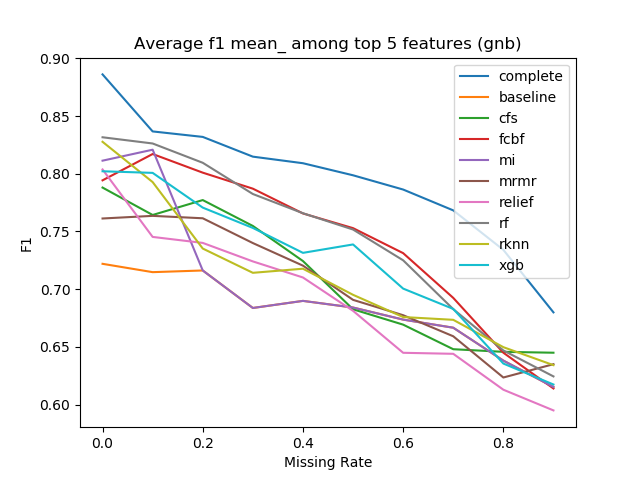 Average f1 mean_ among top 5 features (gnb)
0.90
0.85
0.80
0.75
0.70
0.65
0.60
F1
0.0
0.2
0.4
0.6
0.8
Missing Rate
complete
baseline
cfs
fcbf
mi
mrmr
relief
rf
rknn
xgb